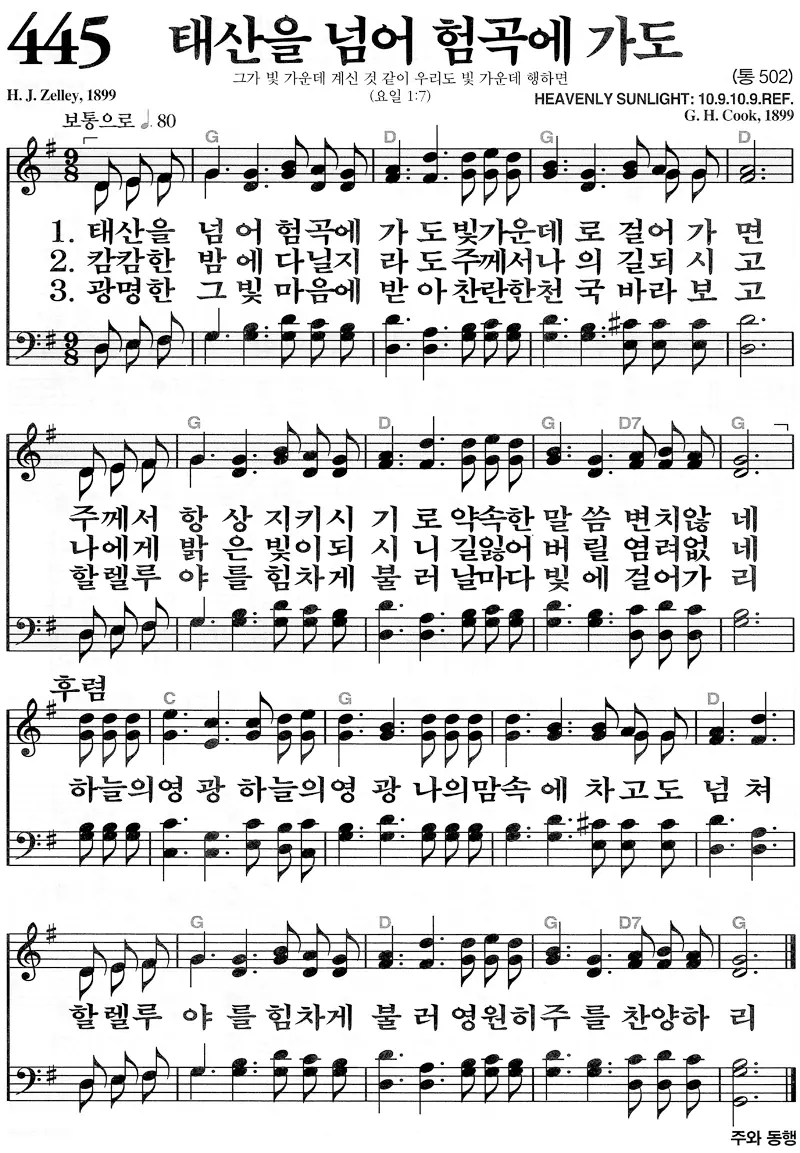 445 태산을 넘어 험곡에 가도
그가 빛 가운데 계신 것 같이 우리도 빛 가운데 행하면
(통 502)
H. J. Zelley, 1899
(요일 1:7)
HEAVENLY SUNLIGHT: 10.9.10.9.REF.
G. H. Cook, 1899
보통으로 ♩. 80
G D G D
9/8
1. 태산을 넘어 험곡에 가도 빛가운데로 걸어가면
2. 캄캄한 밤에 다닐지라도 주께서 나의 길되시고
3. 광명한 그 빛 마음에 받아 찬란한 천국 바라보고
9/8
G D G D7 G
주께서 항상 지키시기로 약속한 말씀 변치않네
나에게 밝은 빛이 되시니 길잃어버릴 염려없네
할렐루야를 힘차게 불러 날마다 빛에 걸어가리
후렴
C G D
하늘의 영광 하늘의 영광 나의 맘속에 차고도 넘쳐
G D G D7 G
할렐루야를 힘차게 불러 영원히 주를 찬양하리
주와 동행